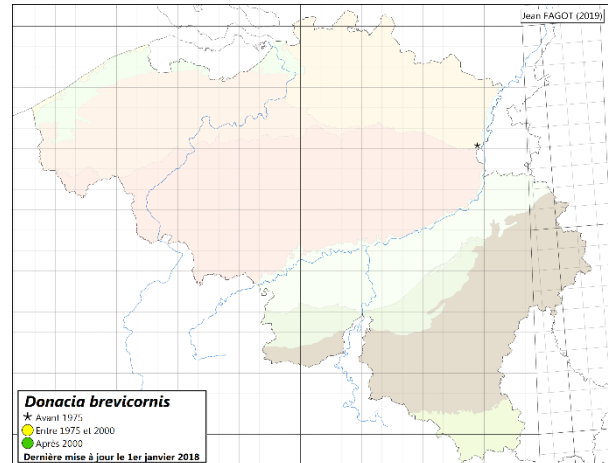 Jean FAGOT (2019)
Donacia brevicornis
Avant 1975
Entre 1975 et 2000
Après 2000
Dernière mise à jour le 1er janvier 2018